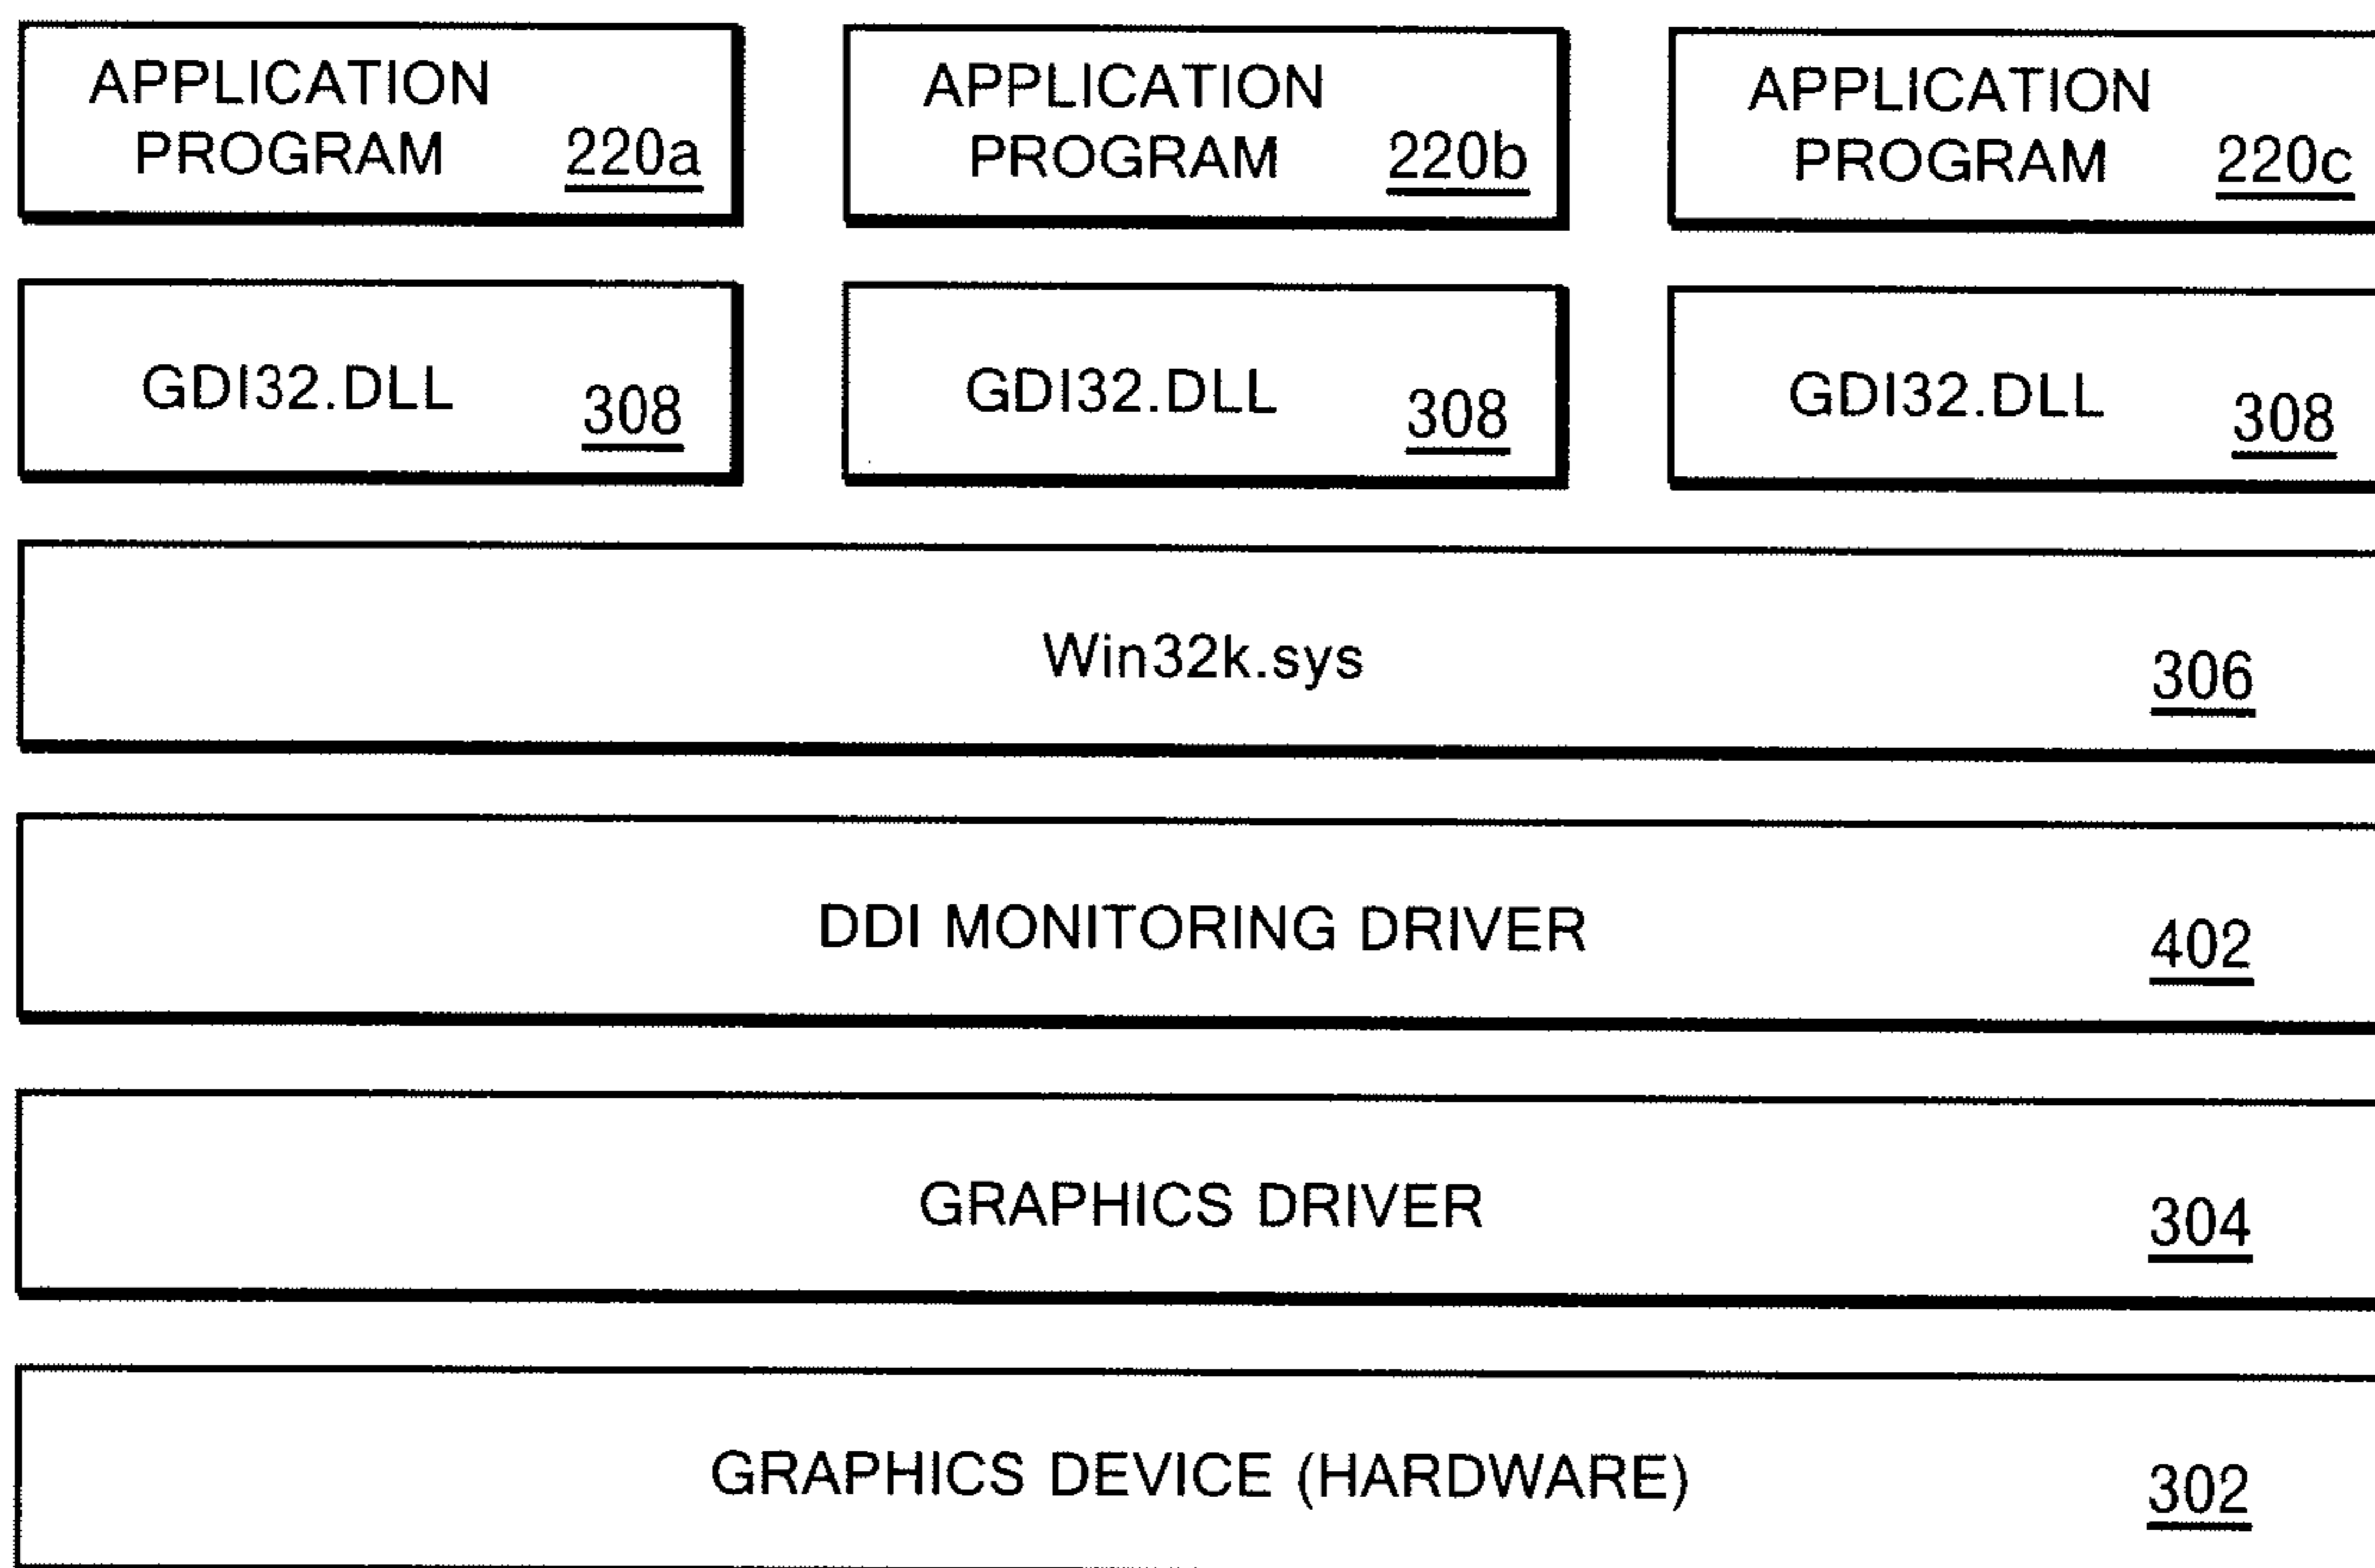 APPLICATION
PROGRAM 220a
APPLICATION
PROGRAM 220b
APPLICATION
PROGRAM 220c
GDI32.DLL 308
GDI32.DLL 308
GDI32.DLL 308
Win32k.sys 306
DDI MONITORING DRIVER 402
GRAPHICS DRIVER 304
GRAPHICS DEVICE (HARDWARE) 302